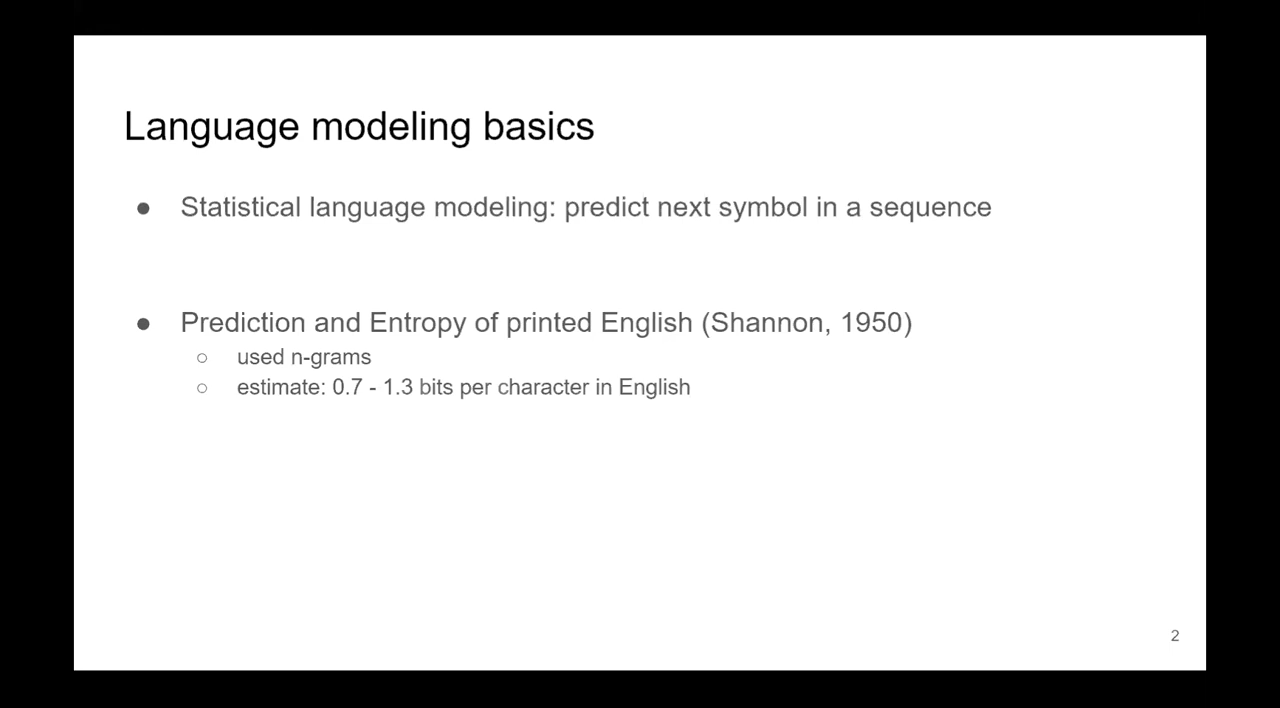 Language modeling basics
● Statistical language modeling: predict next symbol in a sequence
● Prediction and Entropy of printed English (Shannon, 1950)
○ used n-grams
○ estimate: 0.7 - 1.3 bits per character in English
2